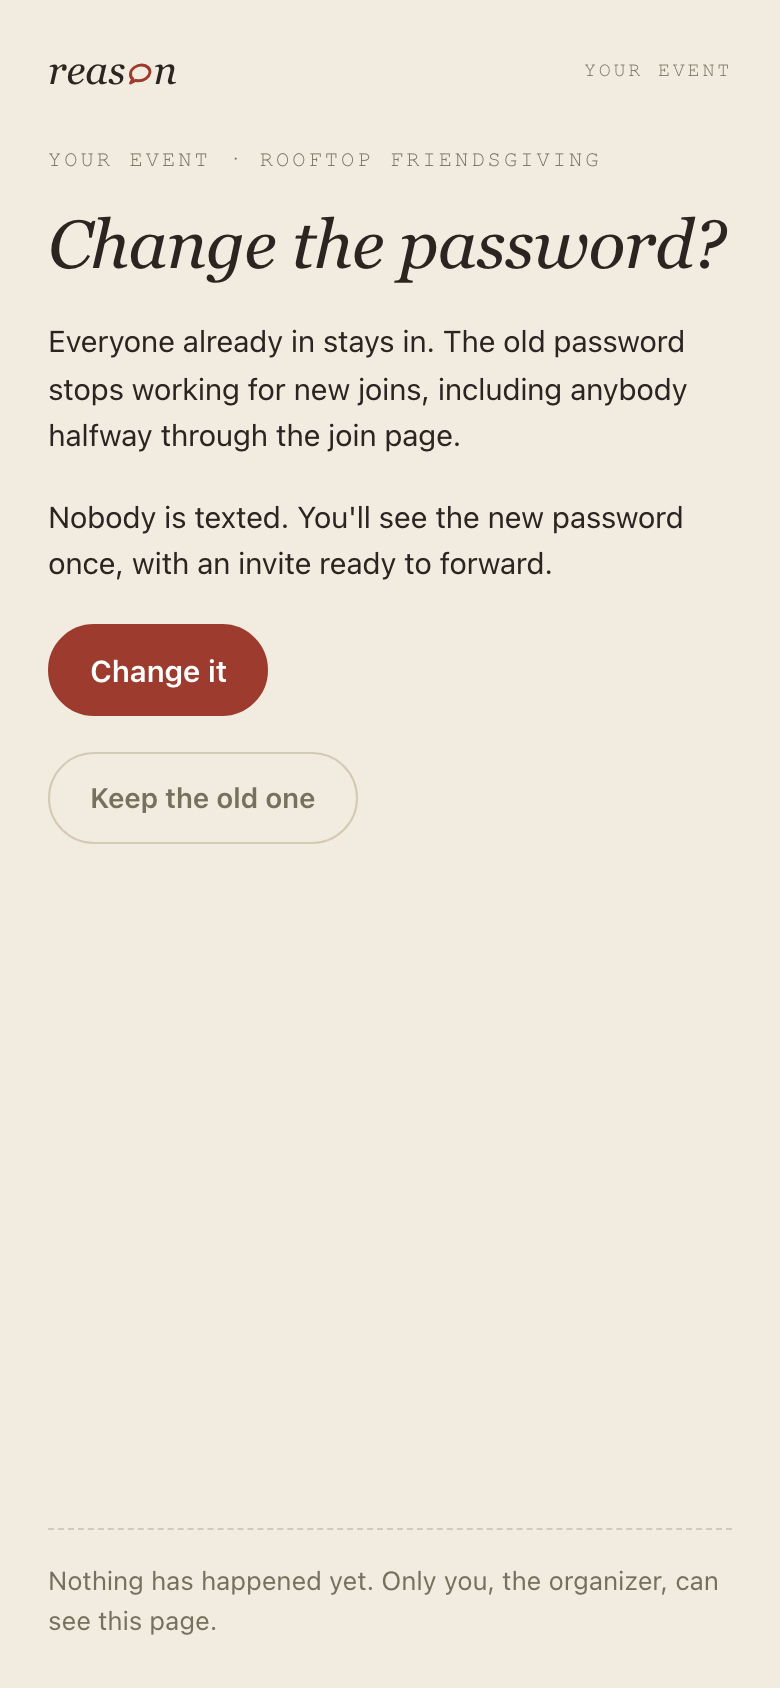 reason
YOUR EVENT
YOUR EVENT · ROOFTOP FRIENDSGIVING
Change the password?
Everyone already in stays in. The old password
stops working for new joins, including anybody
halfway through the join page.
Nobody is texted. You'll see the new password
once, with an invite ready to forward.
Change it
Keep the old one
Nothing has happened yet. Only you, the organizer, can
see this page.